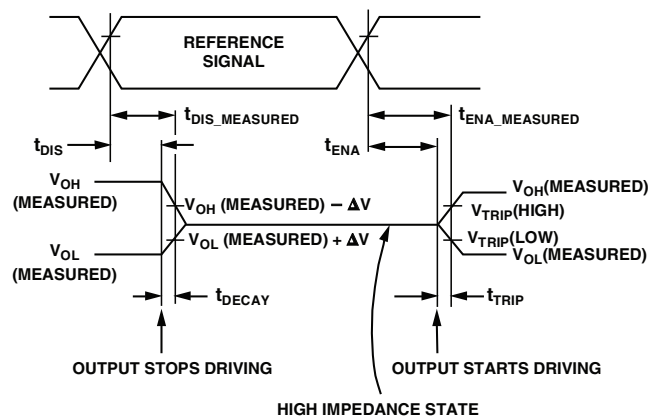 REFERENCE
SIGNAL
tDIS_MEASURED
tENA_MEASURED
tDIS
tENA
VOH
(MEASURED)
VOH (MEASURED) – ΔV
VOH(MEASURED)
VTRIP(HIGH)
VOL
(MEASURED)
VOL (MEASURED) + ΔV
VTRIP(LOW)
VOL(MEASURED)
tDECAY
tTRIP
OUTPUT STOPS DRIVING
OUTPUT STARTS DRIVING
HIGH IMPEDANCE STATE